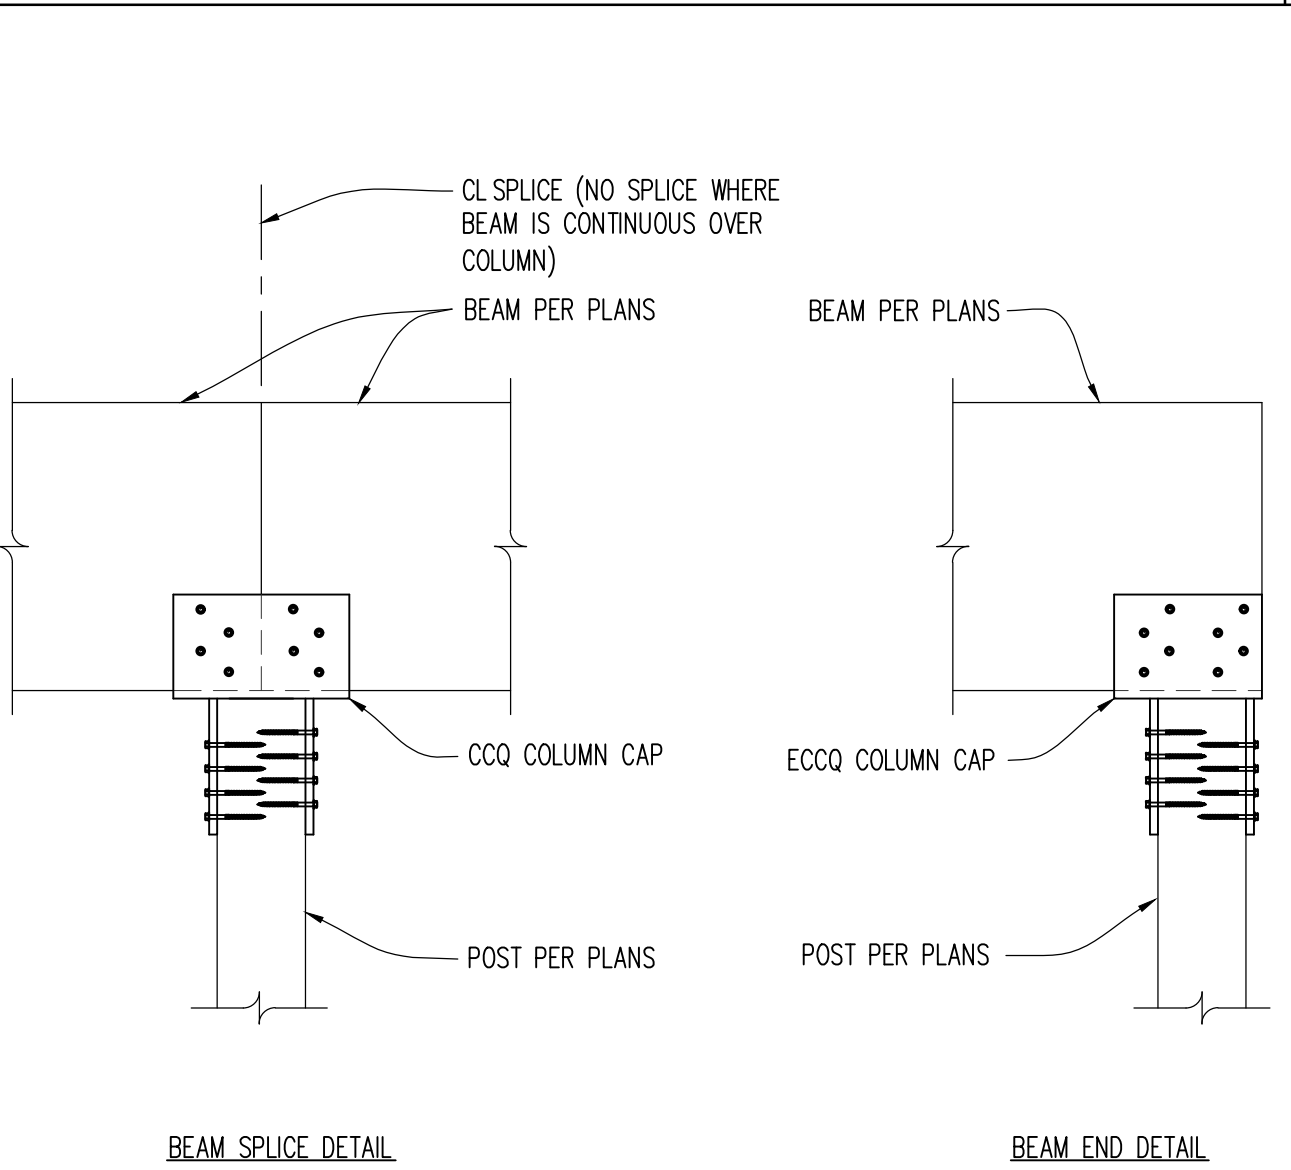 CL SPLICE (NO SPLICE WHERE
BEAM IS CONTINUOUS OVER
COLUMN)
BEAM PER PLANS
CCQ COLUMN CAP
POST PER PLANS
BEAM SPLICE DETAIL
BEAM PER PLANS
ECCQ COLUMN CAP
POST PER PLANS
BEAM END DETAIL